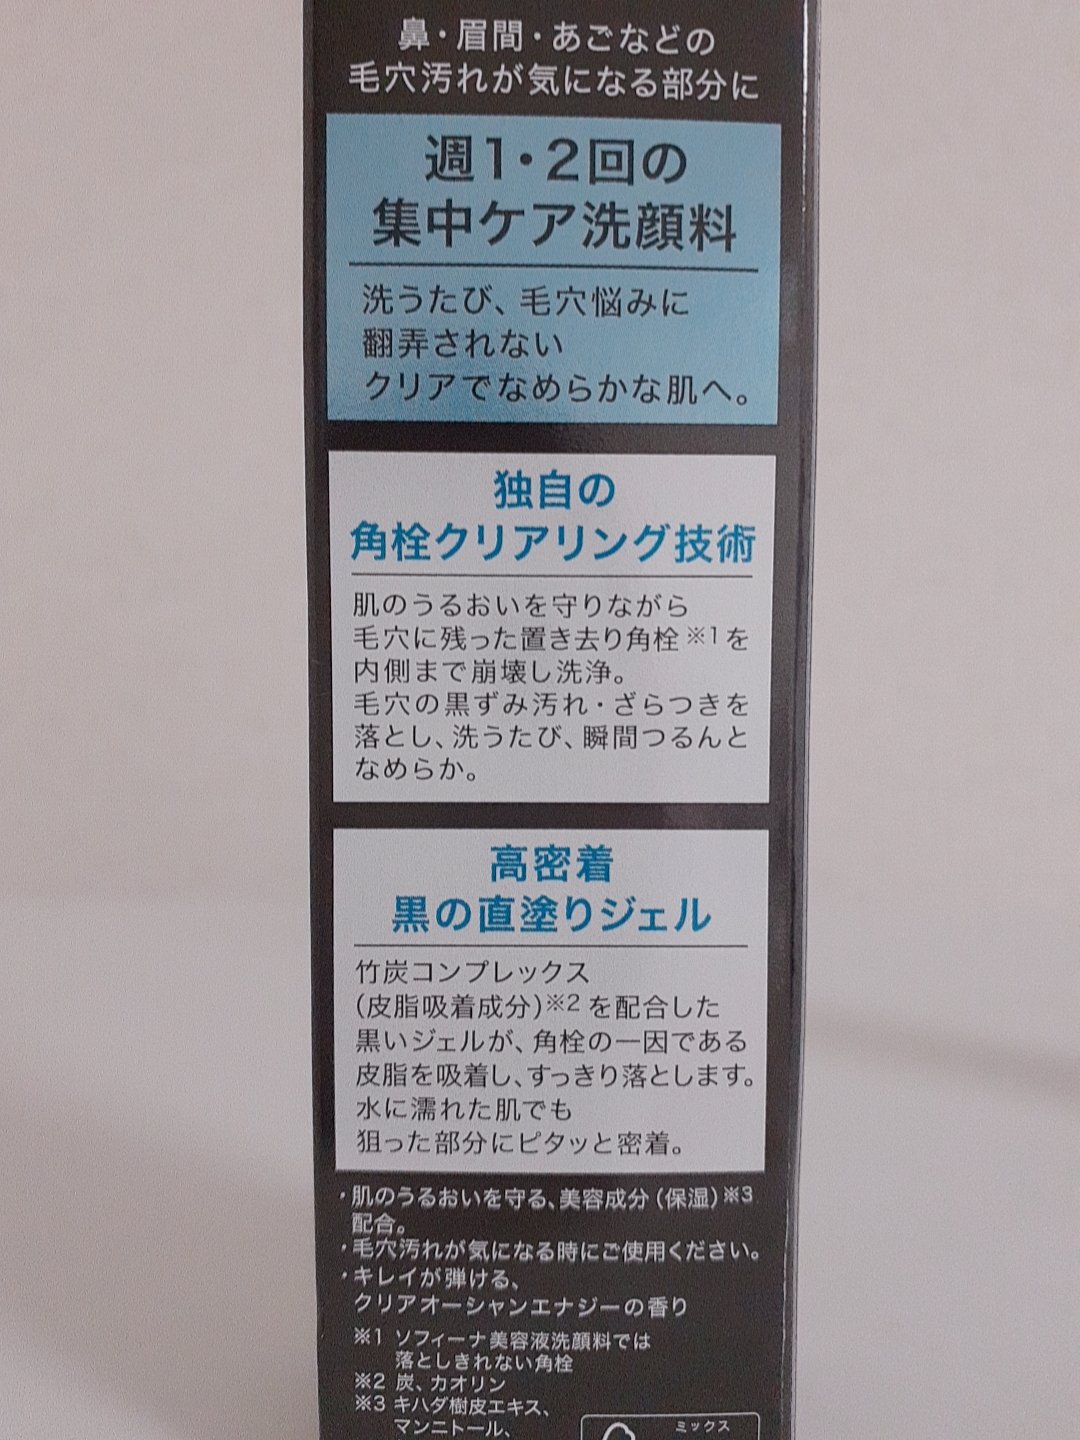 鼻・眉間・あごなどの
毛穴汚れが気になる部分に
週1・2回の
集中ケア洗顔料
洗うたび、毛穴悩みに
翻弄されない
クリアでなめらかな肌へ。
独自の
角栓クリアリング技術
肌のうるおいを守りながら
毛穴に残った置き去り角栓※1を
内側まで崩壊し洗浄。
毛穴の黒ずみ汚れ・ざらつきを
落とし、洗うたび、瞬間つるんと
なめらか。
高密着
黒の直塗りジェル
竹炭コンプレックス
(皮脂吸着成分)※2を配合した
黒いジェルが、角栓の一因である
皮脂を吸着し、すっきり落とします。
水に濡れた肌でも
狙った部分にピタッと密着。
・肌のうるおいを守る、美容成分(保湿)※3
配合。
・毛穴汚れが気になる時にご使用ください。
・キレイが弾ける、
クリアオーシャンエナジーの香り
※1 ソフィーナ美容液洗顔料では
落としきれない角栓
※2 炭、カオリン
※3 キハダ樹皮エキス、
マンニトール、
ミックス